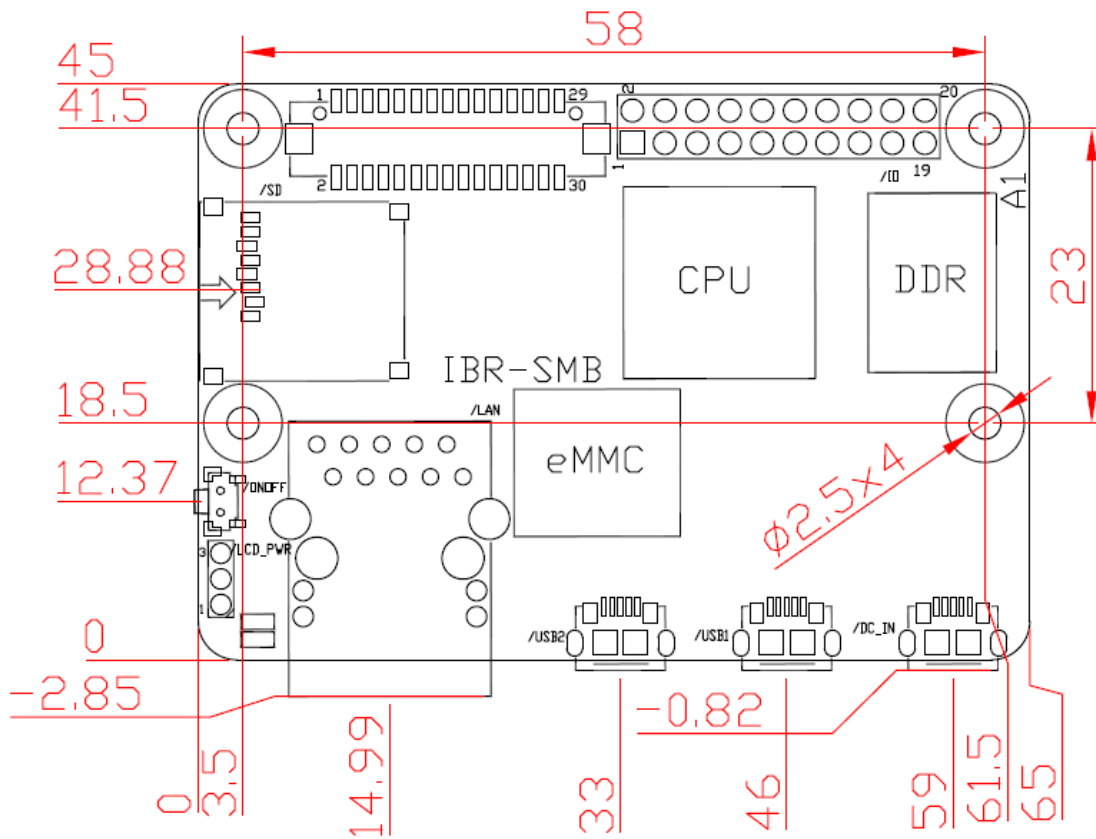 58
45
41.5
1
29
2
20
2
30
1
19
/IO
/SD
A1
28.88
CPU
DDR
23
IBR-SMB
18.5
/LAN
eMMC
12.37
/ONOFF
Ø2.5x4
3
/LCD_PWR
1
0
/USB2
/USB1
/DC_IN
-2.85
-0.82
0
3.5
14.99
33
46
59
61.5
65